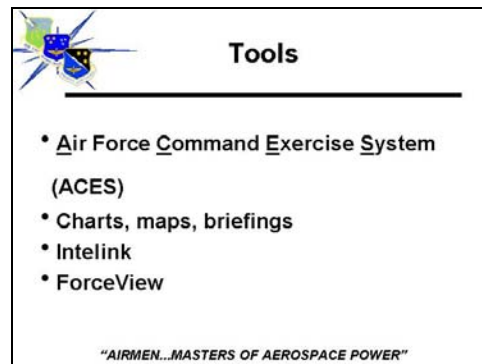 Tools
• Air Force Command Exercise System
(ACES)
• Charts, maps, briefings
• Intelink
• ForceView
"AIRMEN...MASTERS OF AEROSPACE POWER"